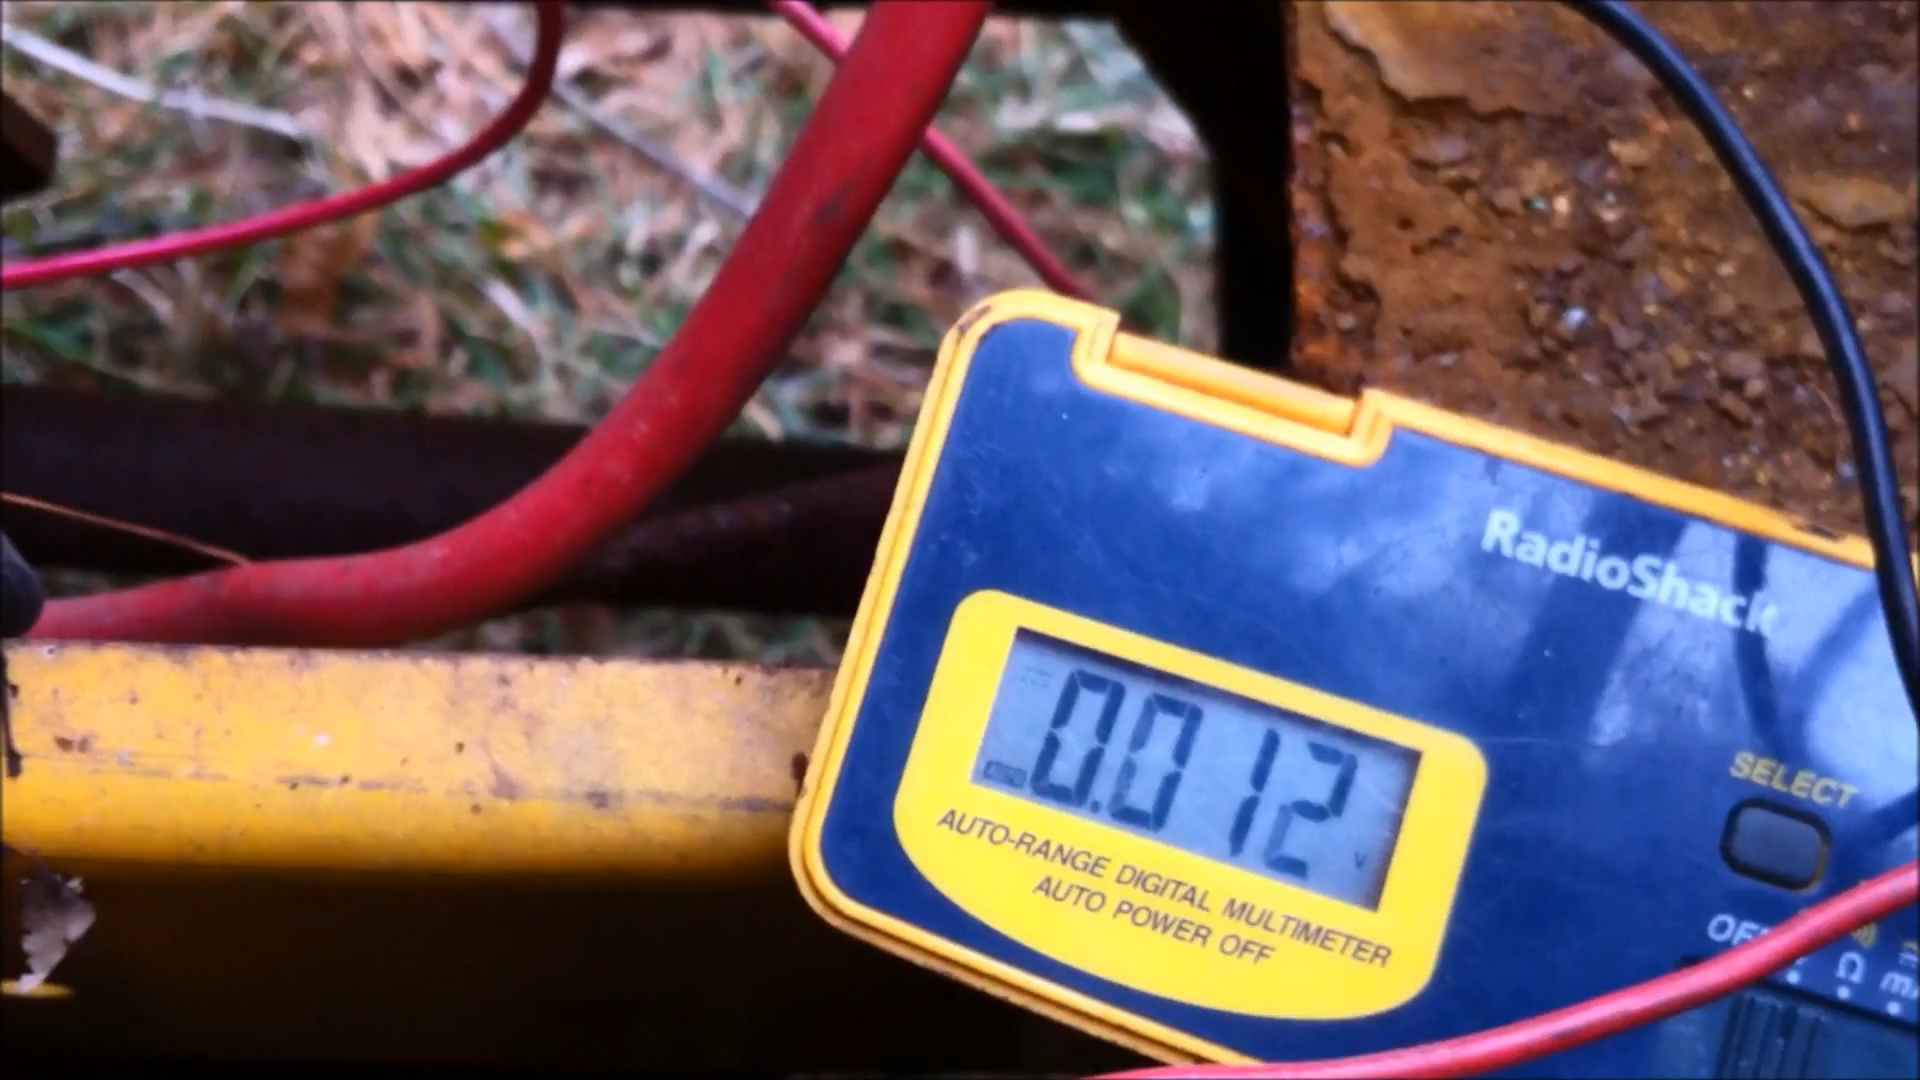 RadioShack
0.012
V
SELECT
AUTO-RANGE DIGITAL MULTIMETER
AUTO POWER OFF
Ω